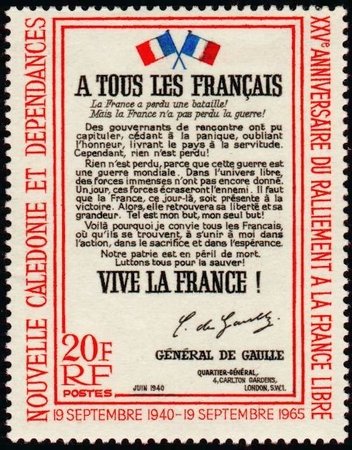 A TOUS LES FRANÇAIS
La France a perdu une bataille!
Mais la France n'a pas perdu la guerre!
Des gouvernants de rencontre ont pu
capituler, cédant à la panique, oubliant
l'honneur, livrant le pays à la servitude.
Cependant, rien n'est perdu!
Rien n'est perdu, parce que cette guerre est
une guerre mondiale. Dans l'univers libre,
des forces immenses n'ont pas encore donné.
Un jour, ces forces écraseront l'ennemi. Il faut
que la France, ce jour-là, soit présente à la
victoire. Alors, elle retrouvera sa liberté et sa
grandeur. Tel est mon but, mon seul but!
Voilà pourquoi je convie tous les Français,
où qu'ils se trouvent, à s'unir à moi dans
l'action, dans le sacrifice et dans l'espérance.
Notre patrie est en péril de mort.
Luttons tous pour la sauver!
VIVE LA FRANCE !
C. de Gaulle
GÉNÉRAL DE GAULLE
QUARTIER-GÉNÉRAL,
4, CARLTON GARDENS,
LONDON, S.W.1.
JUIN 1940
20F
RF
POSTES
NOUVELLE CALÉDONIE ET DÉPENDANCES
XXVe ANNIVERSAIRE DU RALLIEMENT A LA FRANCE LIBRE
19 SEPTEMBRE 1940-19 SEPTEMBRE 1965